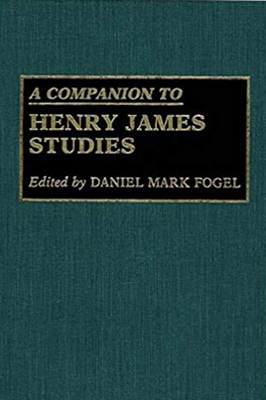 A COMPANION TO
HENRY JAMES
STUDIES
Edited by DANIEL MARK FOGEL